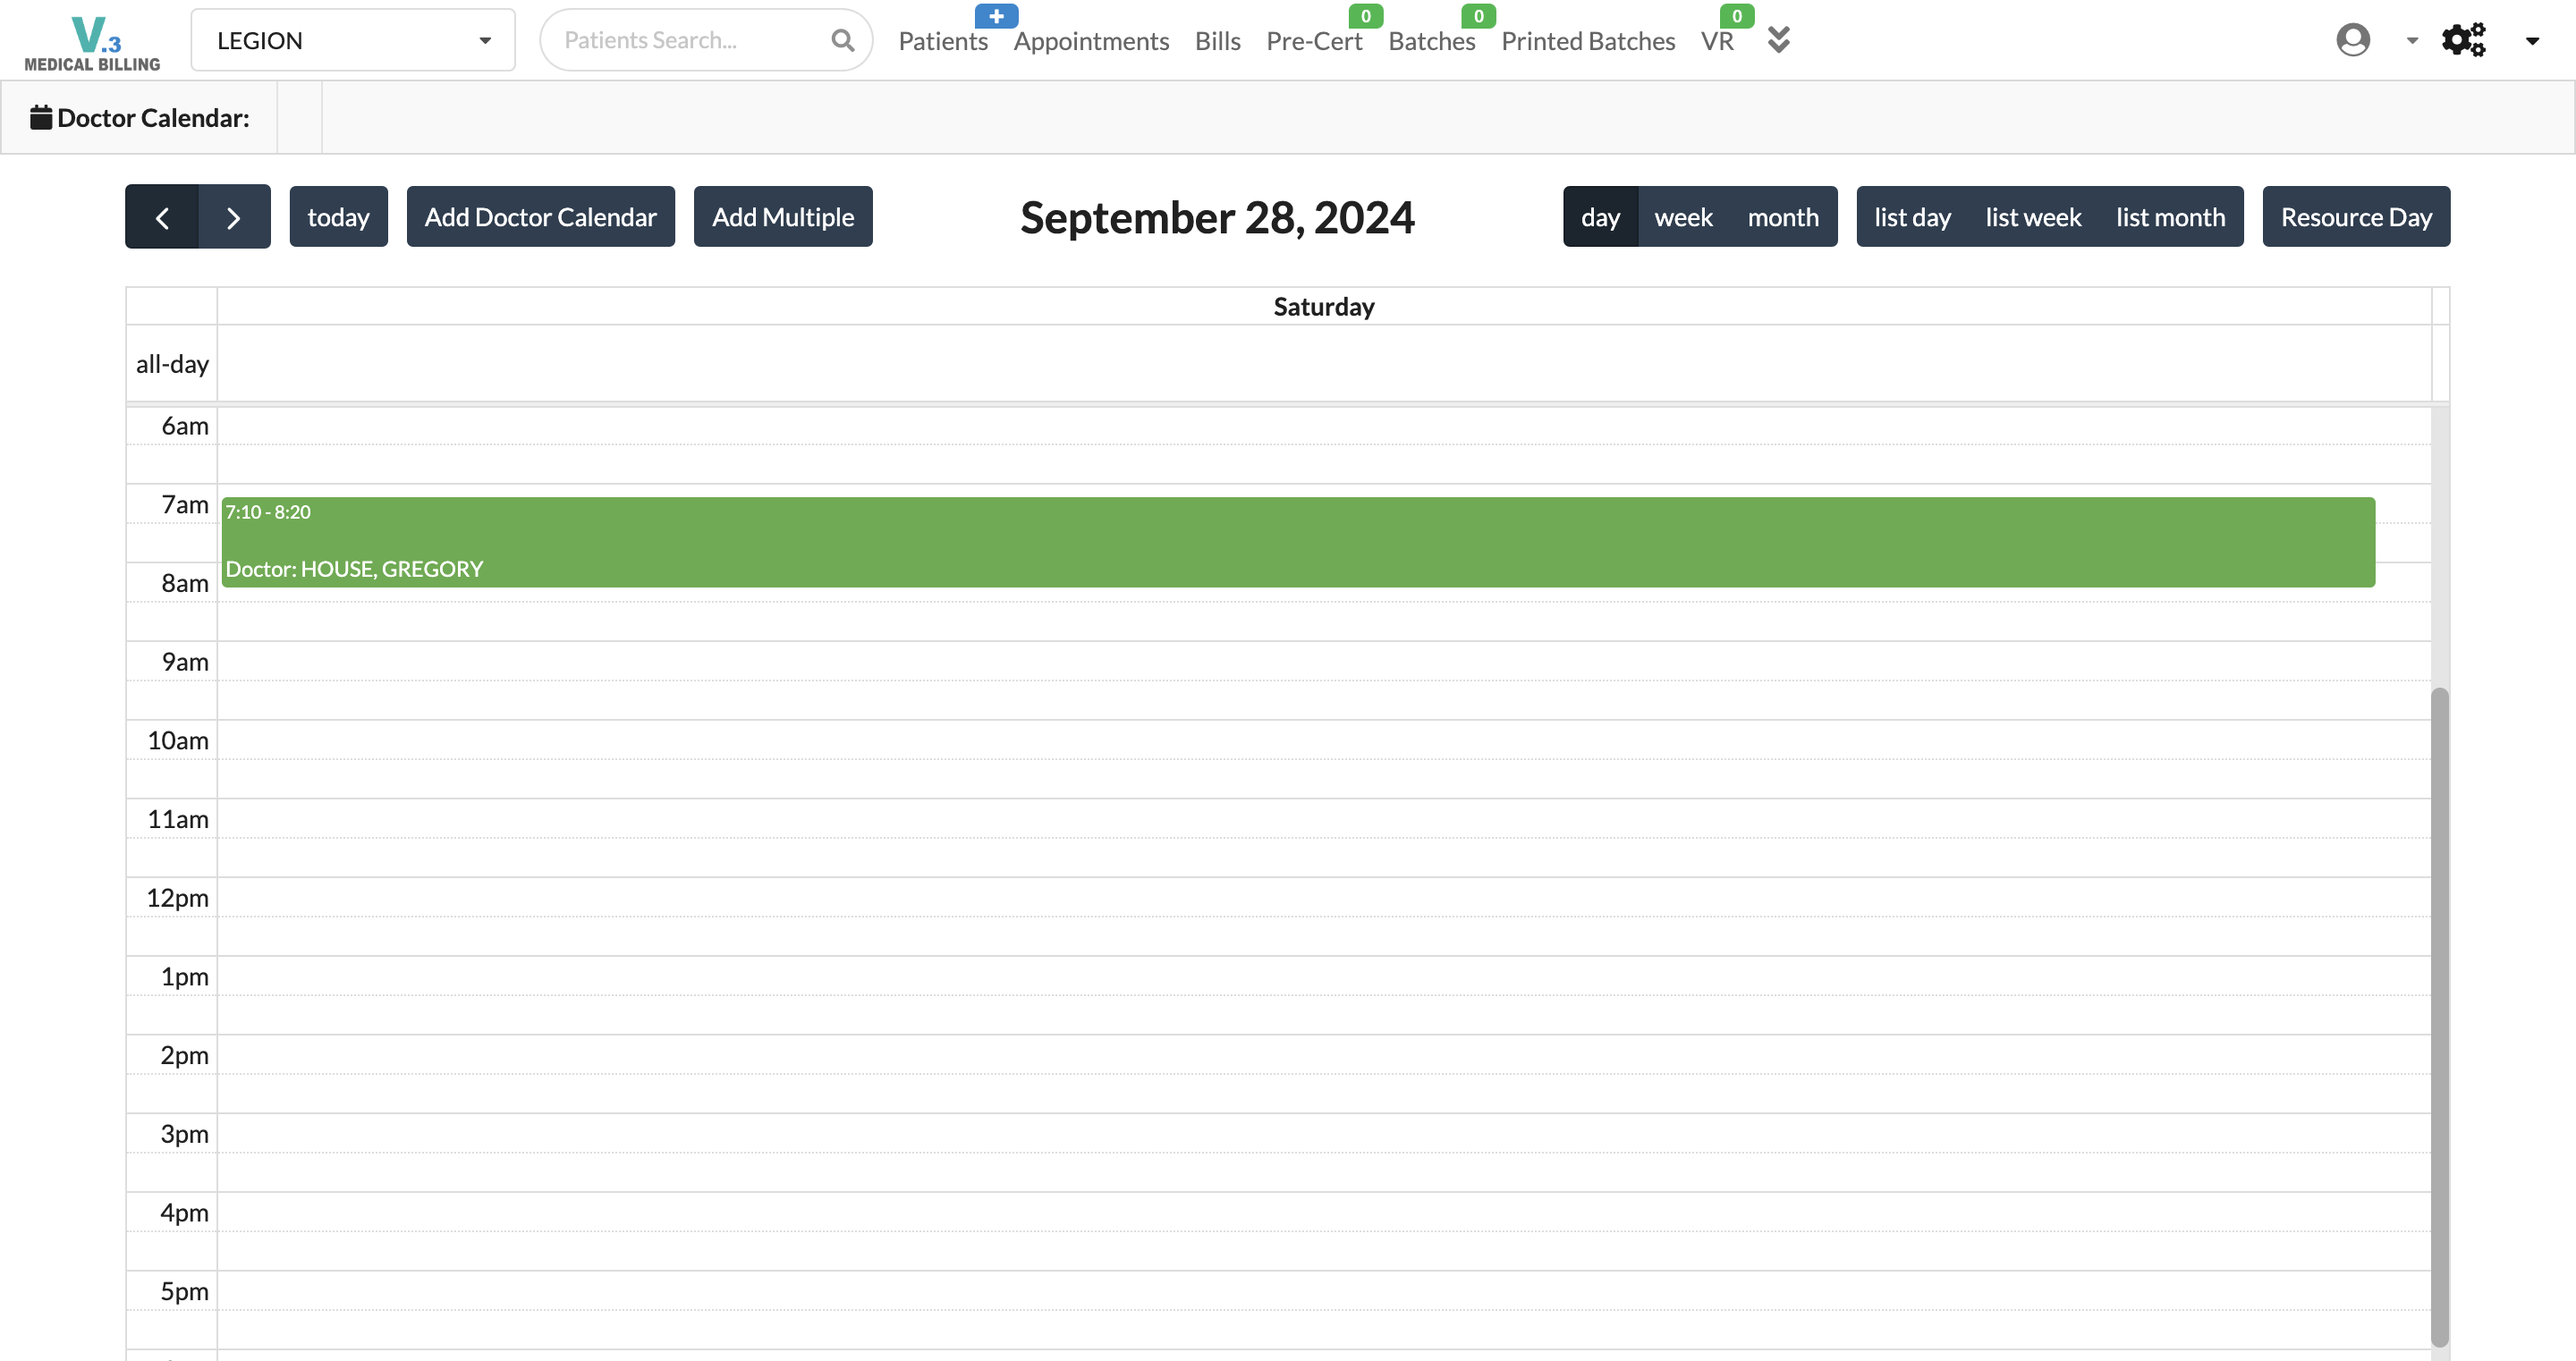 V.3
MEDICAL BILLING
LEGION
Patients Search...
Patients
+
Appointments
Bills
Pre-Cert
0
Batches
0
Printed Batches
VR
0
Doctor Calendar:
today
Add Doctor Calendar
Add Multiple
September 28, 2024
day
week
month
list day
list week
list month
Resource Day
Saturday
all-day
6am
7am
7:10 - 8:20
Doctor: HOUSE, GREGORY
8am
9am
10am
11am
12pm
1pm
2pm
3pm
4pm
5pm